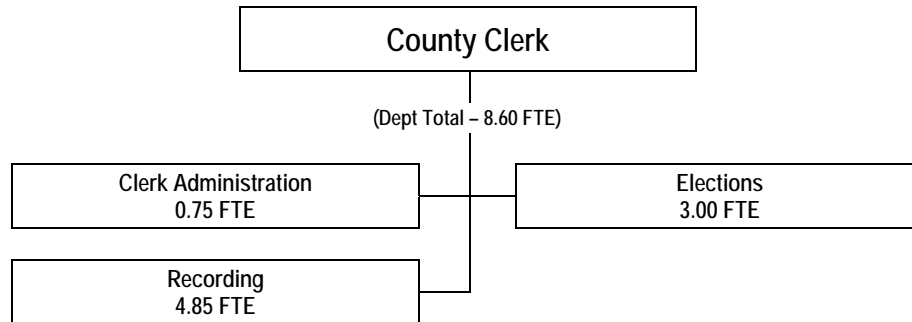 County Clerk
(Dept Total – 8.60 FTE)
Clerk Administration
0.75 FTE
Elections
3.00 FTE
Recording
4.85 FTE